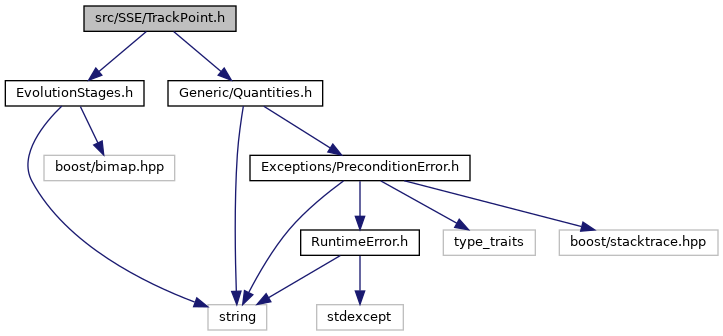 src/SSE/TrackPoint.h
EvolutionStages.h
Generic/Quantities.h
boost/bimap.hpp
Exceptions/PreconditionError.h
RuntimeError.h
type_traits
boost/stacktrace.hpp
string
stdexcept